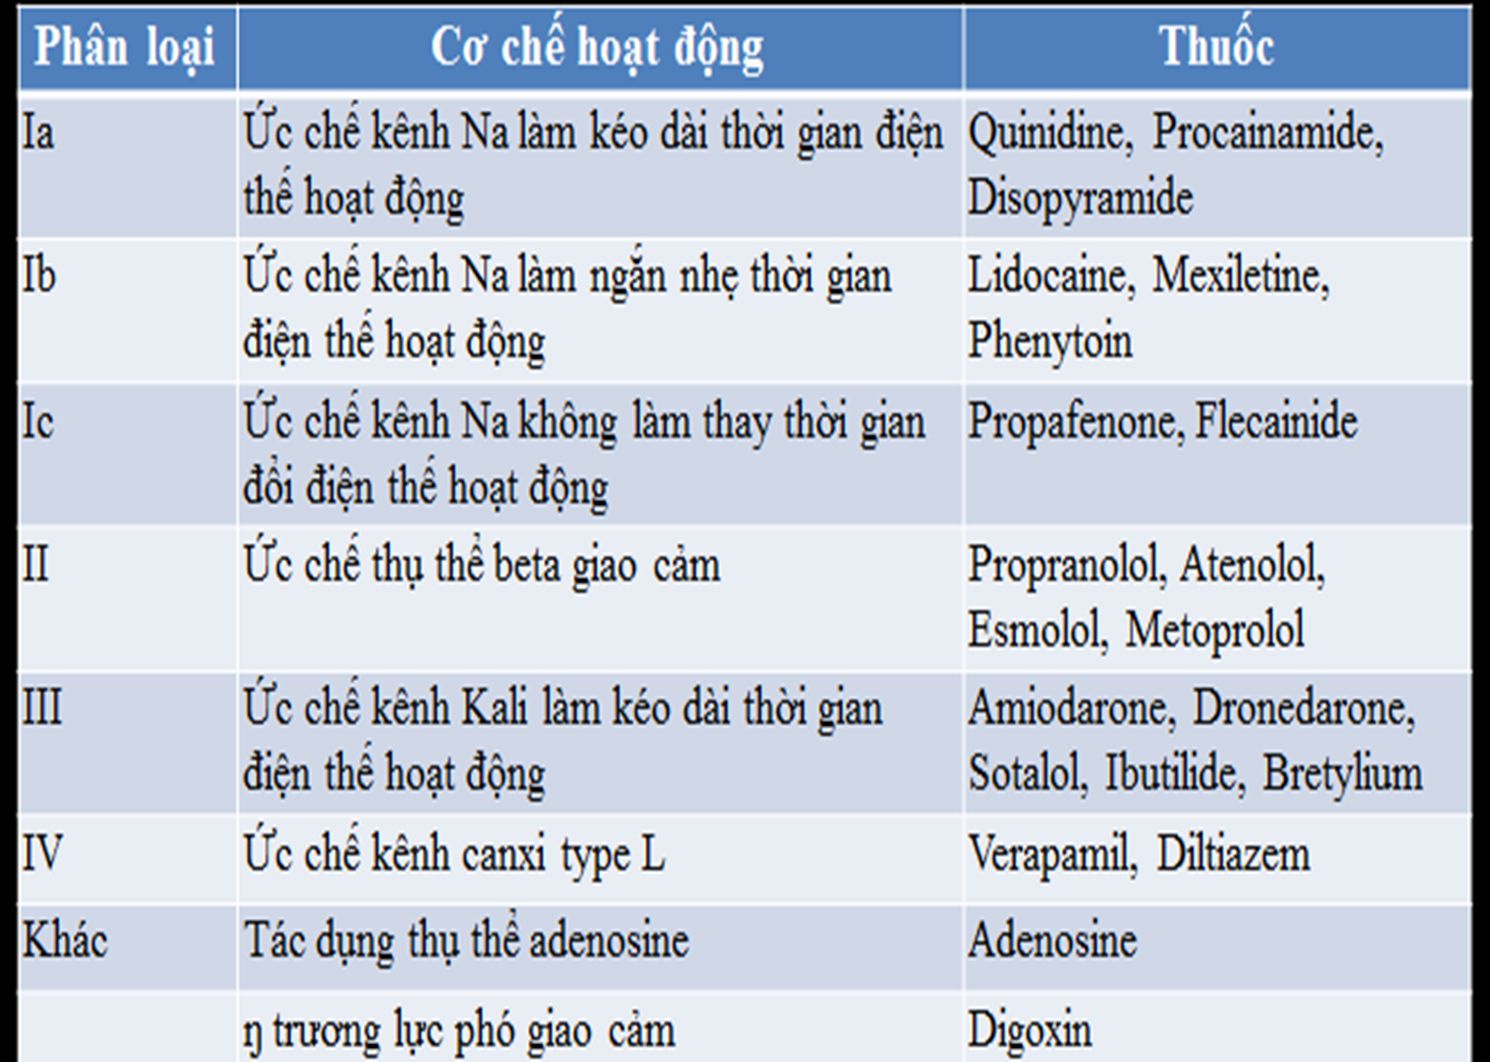 Phân loại
Cơ chế hoạt động
Thuốc
Ia
Ức chế kênh Na làm kéo dài thời gian điện
thế hoạt động
Quinidine, Procainamide,
Disopyramide
Ib
Ức chế kênh Na làm ngắn nhẹ thời gian
điện thế hoạt động
Lidocaine, Mexiletine,
Phenytoin
Ic
Ức chế kênh Na không làm thay thời gian
đổi điện thế hoạt động
Propafenone, Flecainide
II
Ức chế thụ thể beta giao cảm
Propranolol, Atenolol,
Esmolol, Metoprolol
III
Ức chế kênh Kali làm kéo dài thời gian
điện thế hoạt động
Amiodarone, Dronedarone,
Sotalol, Ibutilide, Bretylium
IV
Ức chế kênh canxi type L
Verapamil, Diltiazem
Khác
Tác dụng thụ thể adenosine
Adenosine
ŋ trương lực phó giao cảm
Digoxin